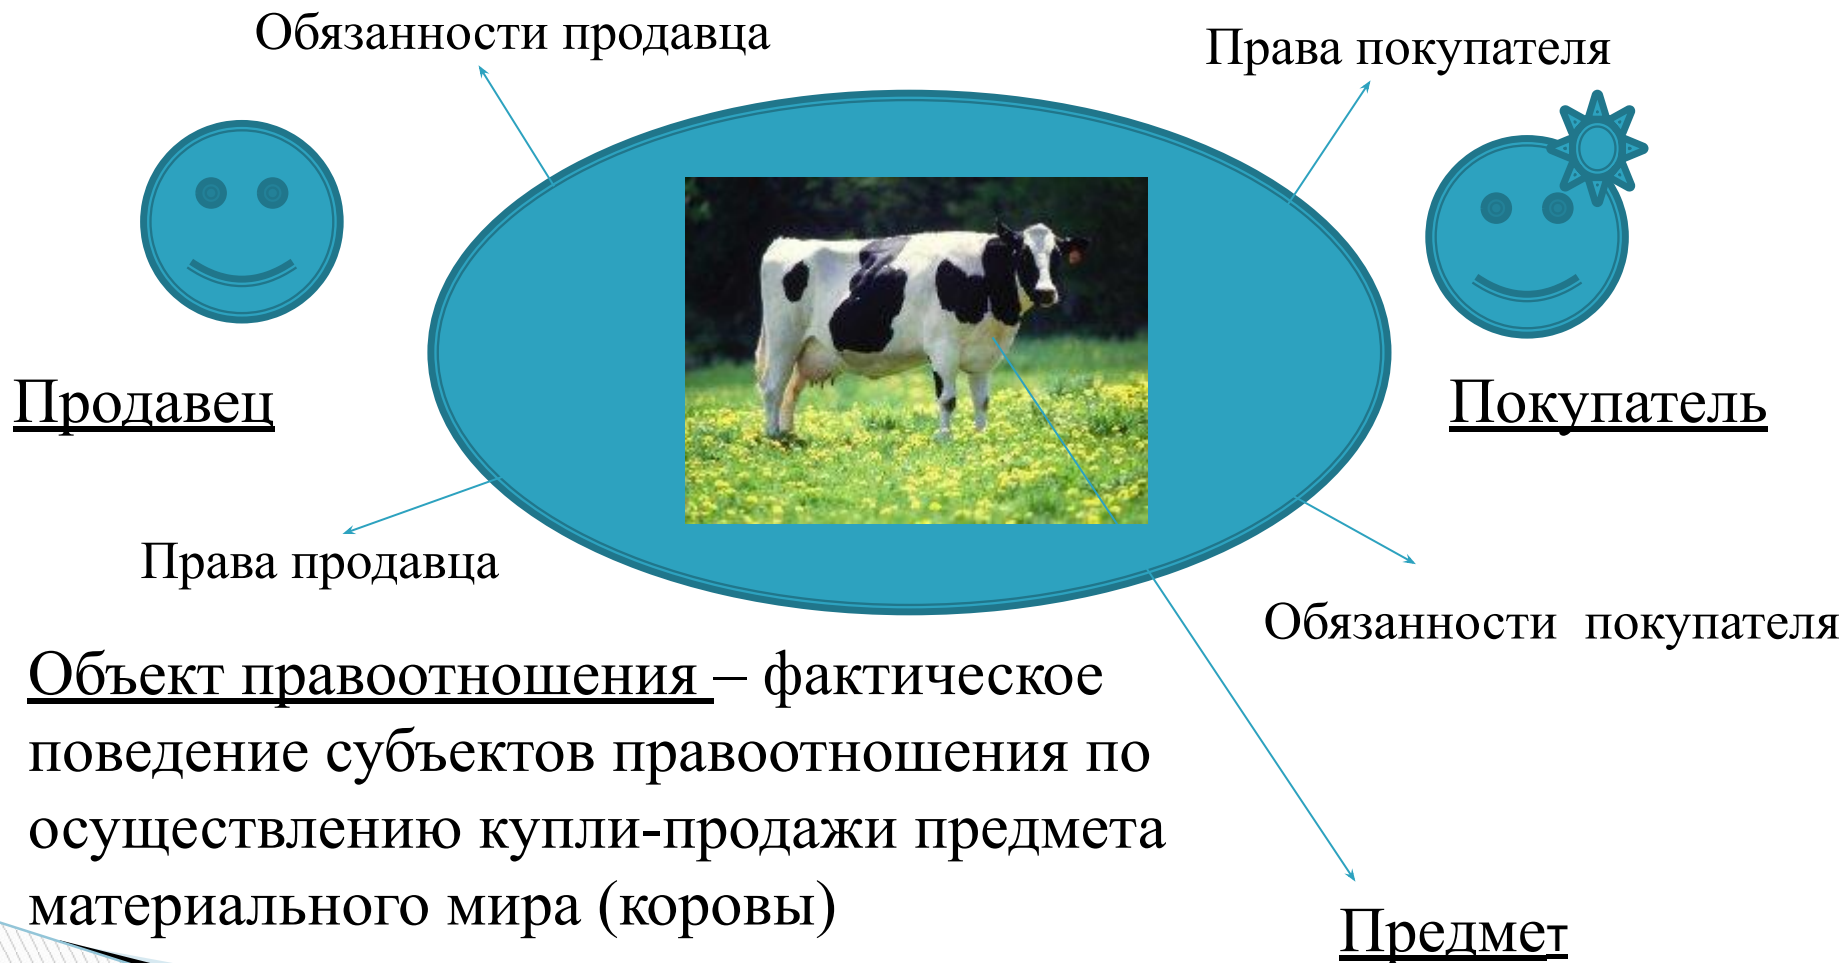 Обязанности продавца
Права покупателя
Продавец
Покупатель
Права продавца
Обязанности покупателя
Объект правоотношения – фактическое
поведение субъектов правоотношения по
осуществлению купли-продажи предмета
материального мира (коровы)
Предмет